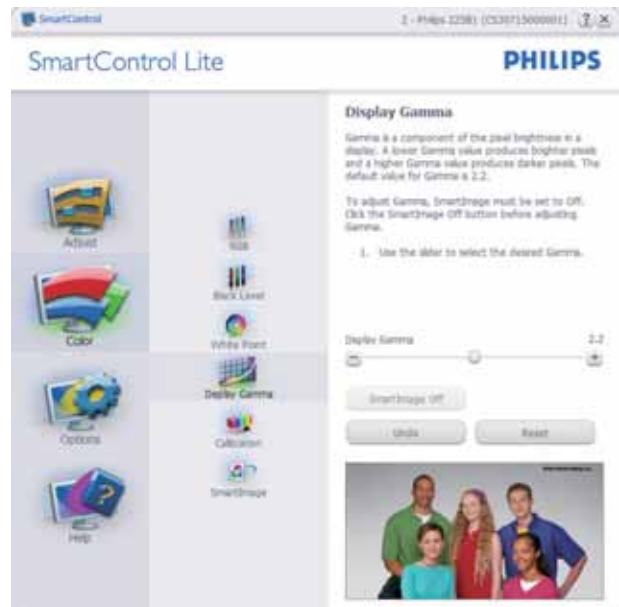 SmartControl
2 - Philips 225B1 (CS30715000001)
SmartControl Lite
PHILIPS
Adjust
Color
Options
Help
RGB
Black Level
White Point
Display Gamma
Calibration
SmartImage
Display Gamma
Gamma is a component of the pixel brightness in a
display. A lower Gamma value produces brighter pixels
and a higher Gamma value produces darker pixels. The
default value for Gamma is 2.2.
To adjust Gamma, SmartImage must be set to Off.
Click the SmartImage Off button before adjusting
Gamma.
1. Use the slider to select the desired Gamma.
Display Gamma 2.2
SmartImage Off
Undo Reset